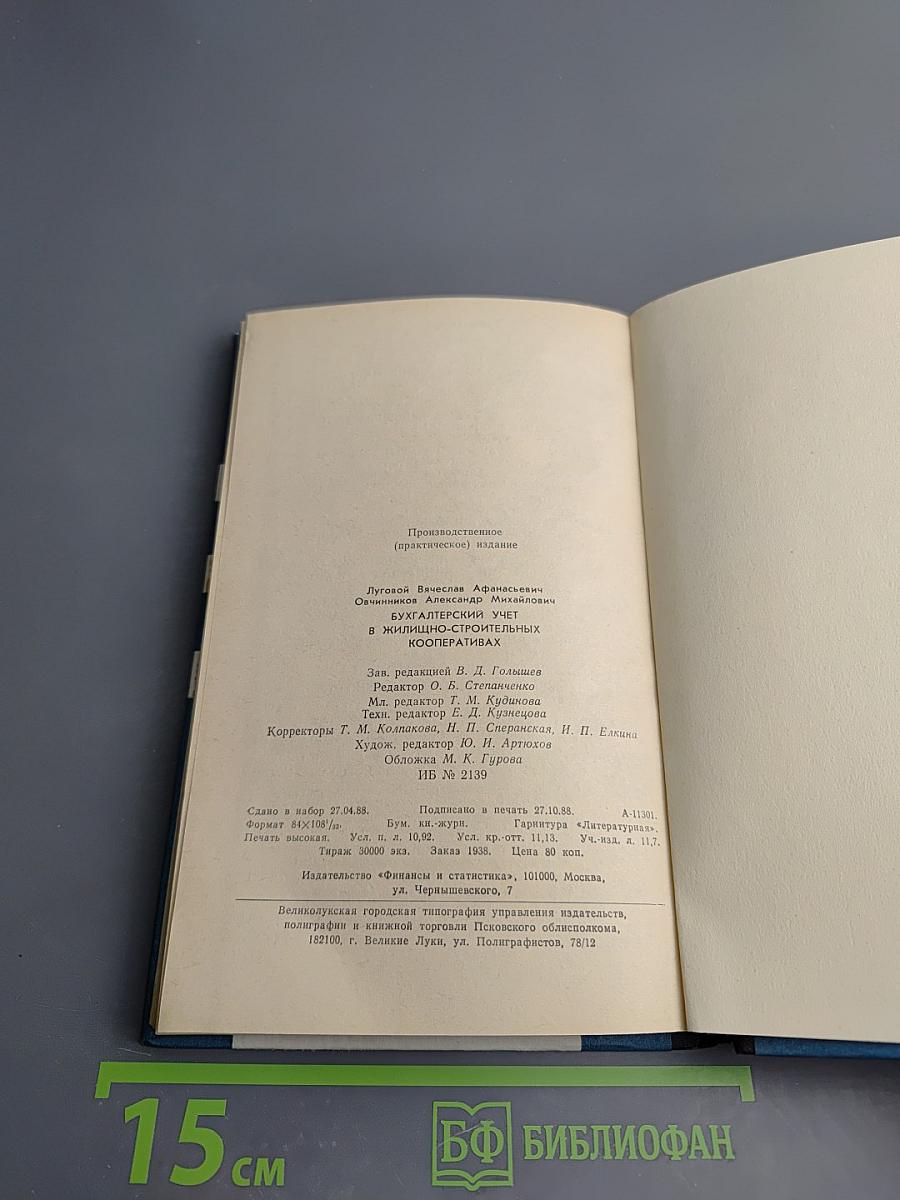 Производственное
(практическое) издание
Луговой Вячеслав Афанасьевич
Овчинников Александр Михайлович
БУХГАЛТЕРСКИЙ УЧЕТ
В ЖИЛИЩНО-СТРОИТЕЛЬНЫХ
КООПЕРАТИВАХ
Зав. редакцией В. Д. Голышев
Редактор О. Б. Степанченко
Мл. редактор Т. М. Кудинова
Техн. редактор Е. Д. Кузнецова
Корректоры Т. М. Колпакова, Н. П. Сперанская, И. П. Елкина
Худож. редактор Ю. И. Артюхов
Обложка М. К. Гурова
ИБ № 2139
Сдано в набор 27.04.88. Подписано в печать 27.10.88. А-11301.
Формат 84×108¹/₃₂. Бум. кн.-журн. Гарнитура «Литературная».
Печать высокая. Усл. п. л. 10,92. Усл. кр.-отт. 11,13. Уч.-изд. л. 11,7.
Тираж 30000 экз. Заказ 1938. Цена 80 коп.
Издательство «Финансы и статистика», 101000, Москва,
ул. Чернышевского, 7
Великолукская городская типография управления издательств,
полиграфии и книжной торговли Псковского облисполкома,
182100, г. Великие Луки, ул. Полиграфистов, 78/12
15 см БФ БИБЛИОФАН